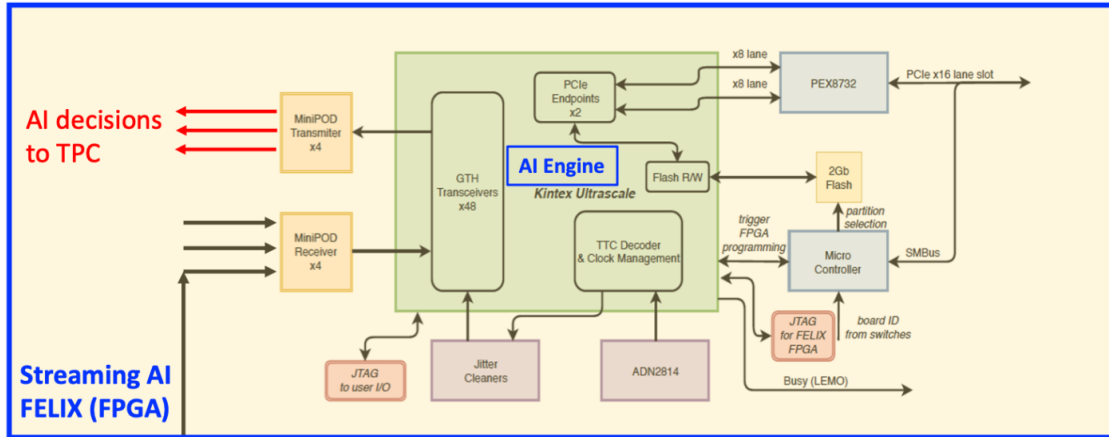 AI decisions
to TPC
MiniPOD
Transmiter
x4
MiniPOD
Receiver
x4
Streaming AI
FELIX (FPGA)
GTH
Transceivers
x48
PCIe
Endpoints
x2
AI Engine
Kintex Ultrascale
Flash R/W
TTC Decoder
& Clock Management
JTAG
to user I/O
Jitter
Cleaners
ADN2814
x8 lane
x8 lane
PEX8732
PCIe x16 lane slot
2Gb
Flash
partition
selection
trigger
FPGA
programming
Micro
Controller
SMBus
JTAG
for FELIX
FPGA
board ID
from switches
Busy (LEMO)